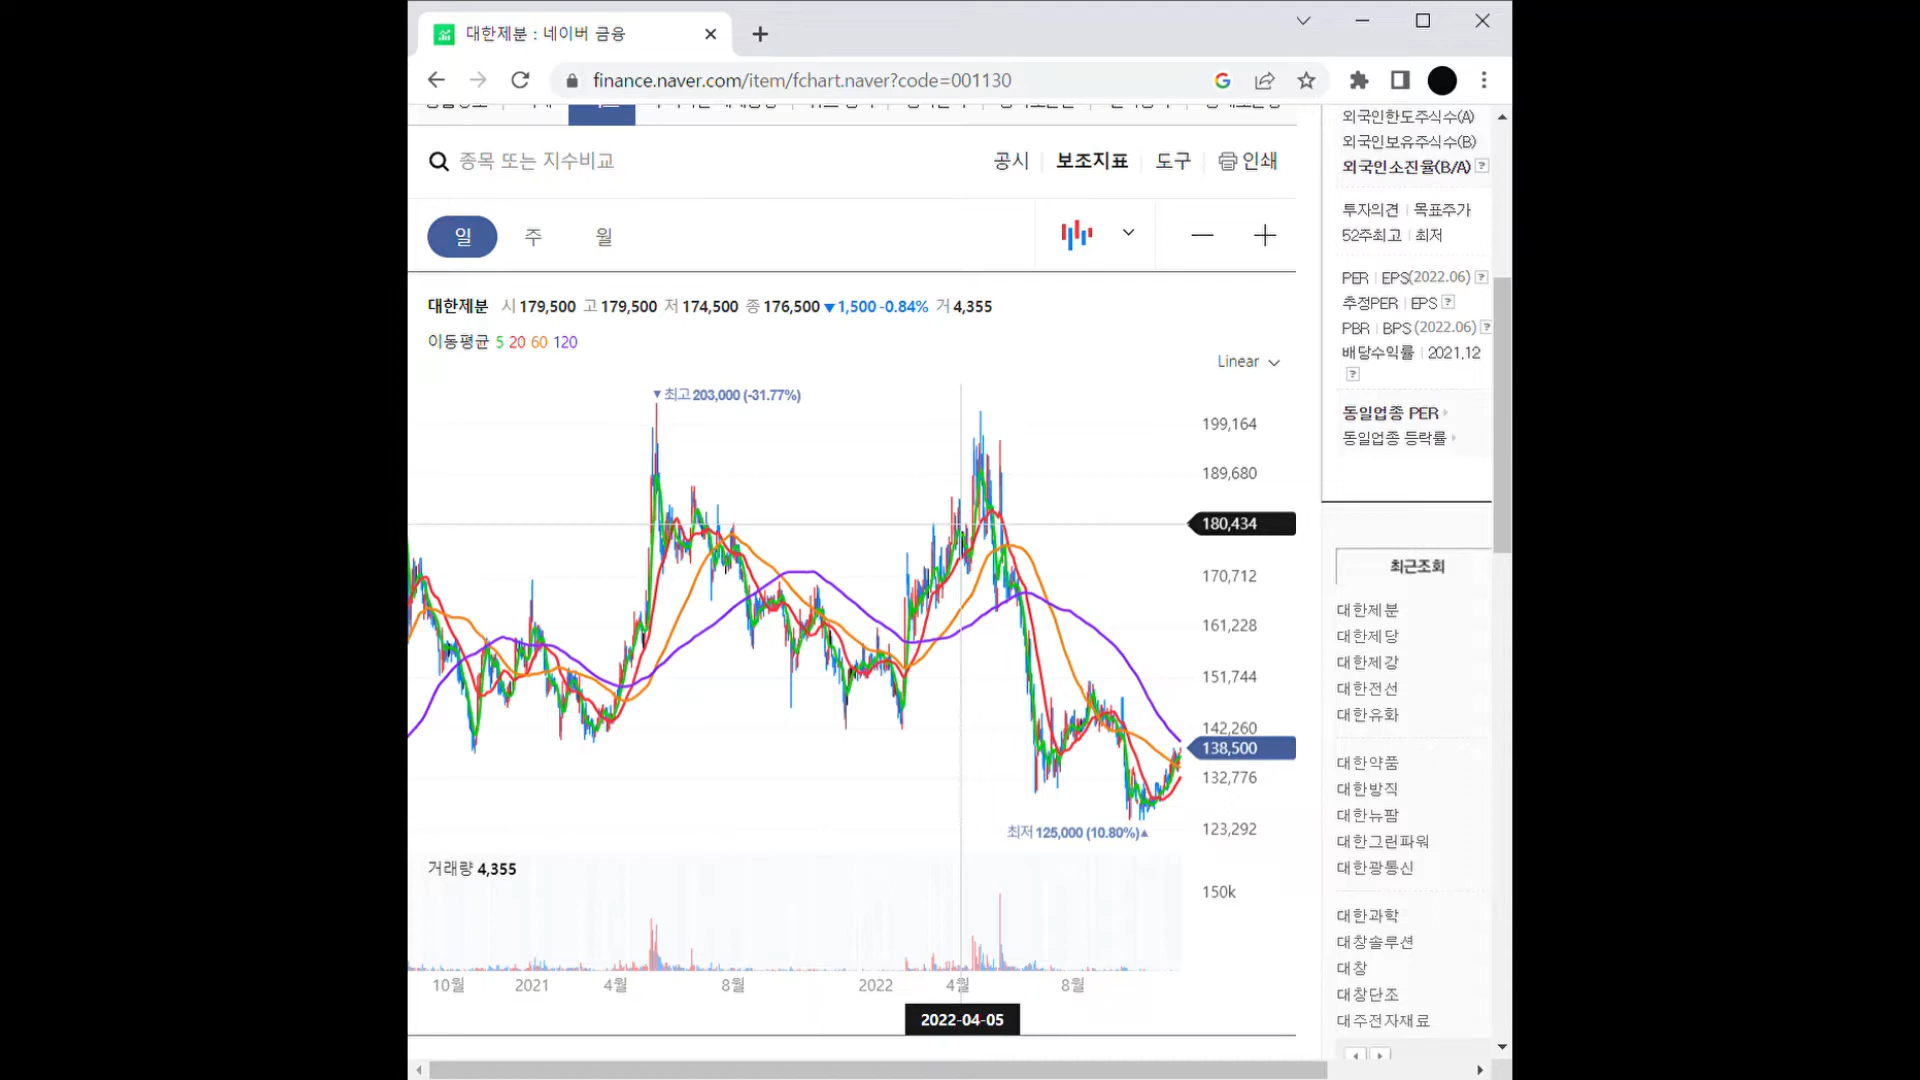 대한제분 : 네이버 금융
finance.naver.com/item/fchart.naver?code=001130
종목 또는 지수비교
공시 보조지표 도구 인쇄
일 주 월
대한제분 시 179,500 고 179,500 저 174,500 종 176,500 ▼1,500 -0.84% 거 4,355
이동평균 5 20 60 120
Linear
▼최고 203,000 (-31.77%)
199,164
189,680
180,434
170,712
161,228
151,744
142,260
138,500
132,776
최저 125,000 (10.80%)▲
123,292
거래량 4,355
150k
10월 2021 4월 8월 2022 4월 8월
2022-04-05
외국인한도주식수(A)
외국인보유주식수(B)
외국인소진율(B/A) ?
투자의견 | 목표주가
52주최고 | 최저
PER | EPS(2022.06) ?
추정PER | EPS ?
PBR | BPS (2022.06) ?
배당수익률 | 2021.12
?
동일업종 PER
동일업종 등락률
최근조회
대한제분
대한제당
대한제강
대한전선
대한유화
대한약품
대한방직
대한뉴팜
대한그린파워
대한광통신
대한과학
대창솔루션
대창
대창단조
대주전자재료